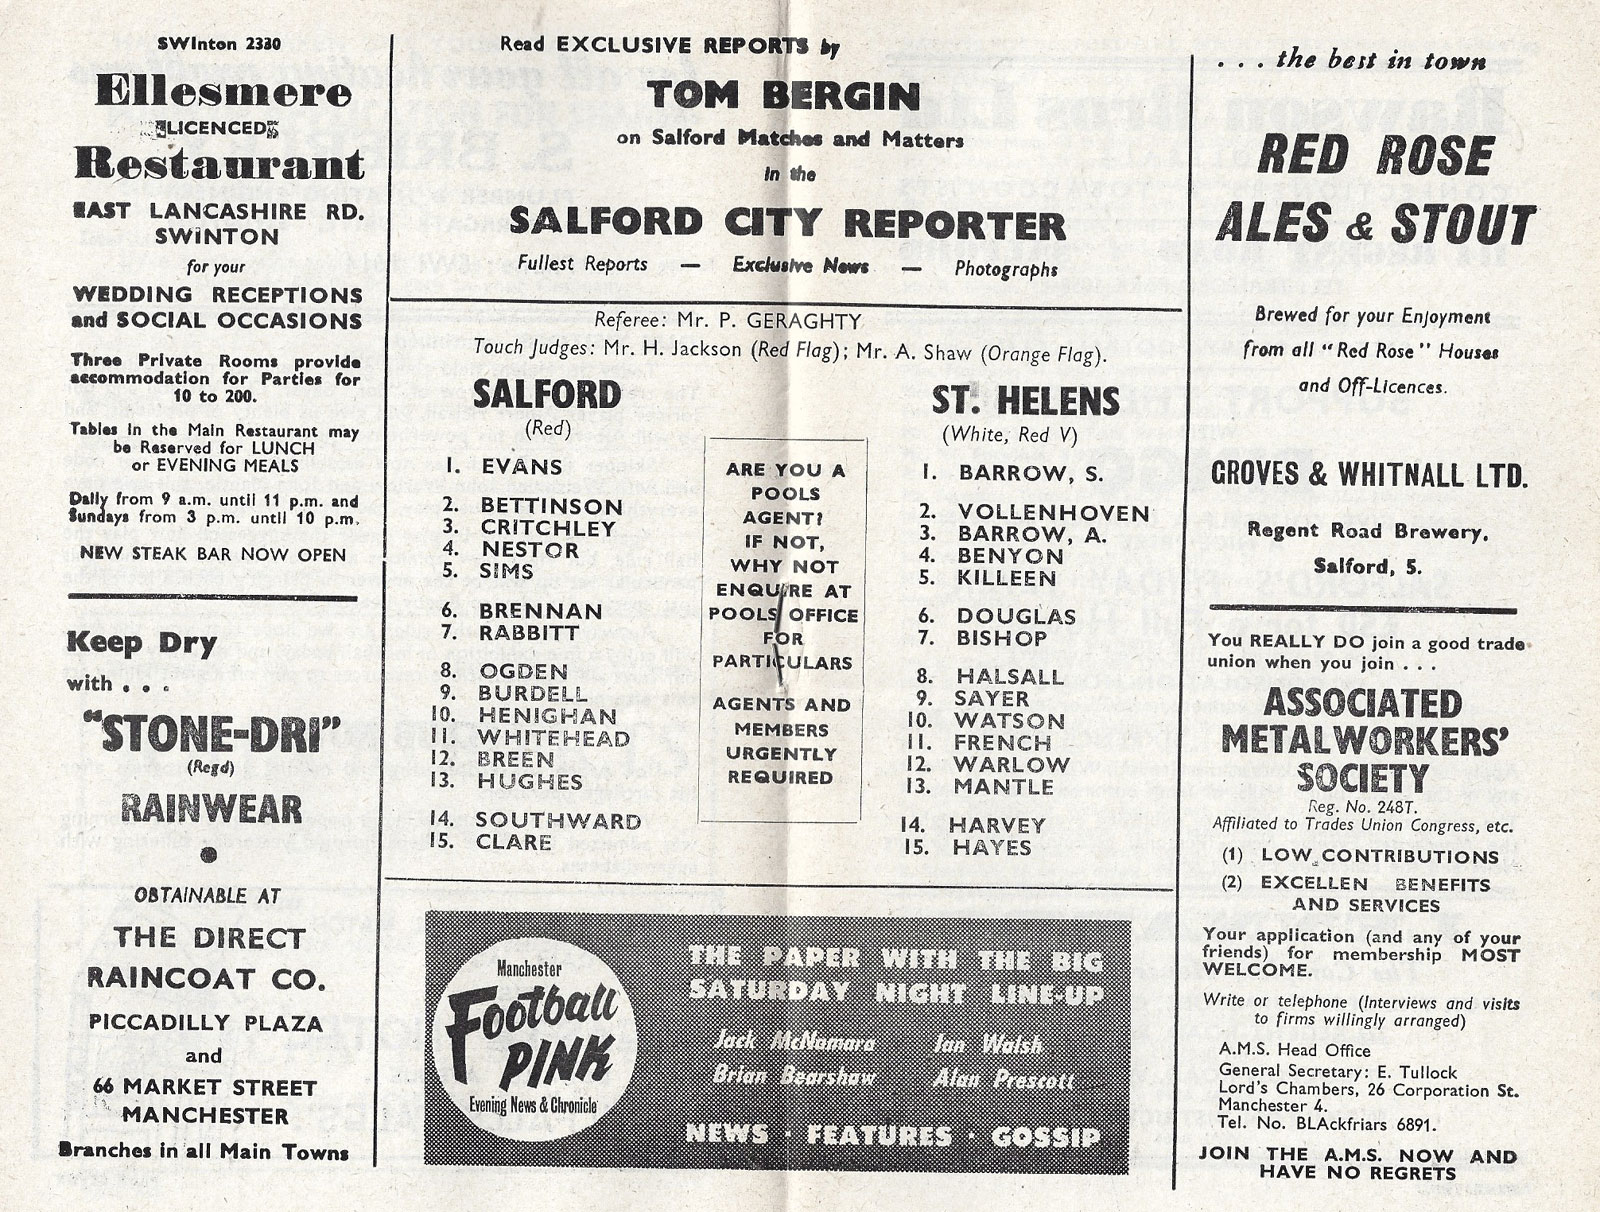 SWInton 2330
Ellesmere
LICENCED
Restaurant
EAST LANCASHIRE RD.
SWINTON
for your
WEDDING RECEPTIONS
and SOCIAL OCCASIONS
Three Private Rooms provide
accommodation for Parties for
10 to 200.
Tables in the Main Restaurant may
be Reserved for LUNCH
or EVENING MEALS
Daily from 9 a.m. until 11 p.m. and
Sundays from 3 p.m. until 10 p.m.
NEW STEAK BAR NOW OPEN
Keep Dry
with . . .
"STONE-DRI"
(Regd)
RAINWEAR
●
OBTAINABLE AT
THE DIRECT
RAINCOAT CO.
PICCADILLY PLAZA
and
66 MARKET STREET
MANCHESTER
Branches in all Main Towns
Read EXCLUSIVE REPORTS by
TOM BERGIN
on Salford Matches and Matters
in the
SALFORD CITY REPORTER
Fullest Reports — Exclusive News — Photographs
Referee: Mr. P. GERAGHTY
Touch Judges: Mr. H. Jackson (Red Flag); Mr. A. Shaw (Orange Flag).
SALFORD
(Red)
1. EVANS
2. BETTINSON
3. CRITCHLEY
4. NESTOR
5. SIMS
6. BRENNAN
7. RABBITT
8. OGDEN
9. BURDELL
10. HENIGHAN
11. WHITEHEAD
12. BREEN
13. HUGHES
14. SOUTHWARD
15. CLARE
ARE YOU A
POOLS
AGENT?
IF NOT,
WHY NOT
ENQUIRE AT
POOLS OFFICE
FOR
PARTICULARS
AGENTS AND
MEMBERS
URGENTLY
REQUIRED
ST. HELENS
(White, Red V)
1. BARROW, S.
2. VOLLENHOVEN
3. BARROW, A.
4. BENYON
5. KILLEEN
6. DOUGLAS
7. BISHOP
8. HALSALL
9. SAYER
10. WATSON
11. FRENCH
12. WARLOW
13. MANTLE
14. HARVEY
15. HAYES
Manchester
Football
PINK
Evening News & Chronicle
THE PAPER WITH THE BIG
SATURDAY NIGHT LINE-UP
Jack McNamara Ian Walsh
Brian Bearshaw Alan Prescott
NEWS · FEATURES · GOSSIP
. . . the best in town
RED ROSE
ALES & STOUT
Brewed for your Enjoyment
from all "Red Rose" Houses
and Off-Licences.
GROVES & WHITNALL LTD.
Regent Road Brewery,
Salford, 5.
You REALLY DO join a good trade
union when you join . . .
ASSOCIATED
METALWORKERS'
SOCIETY
Reg. No. 248T.
Affiliated to Trades Union Congress, etc.
(1) LOW CONTRIBUTIONS
(2) EXCELLEN BENEFITS
AND SERVICES
Your application (and any of your
friends) for membership MOST
WELCOME.
Write or telephone (Interviews and visits
to firms willingly arranged)
A.M.S. Head Office
General Secretary: E. Tullock
Lord's Chambers, 26 Corporation St.
Manchester 4.
Tel. No. BLAckfriars 6891.
JOIN THE A.M.S. NOW AND
HAVE NO REGRETS